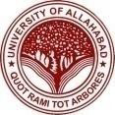 UNIVERSITY OF ALLAHABAD
QUOT RAMI TOT ARBORES